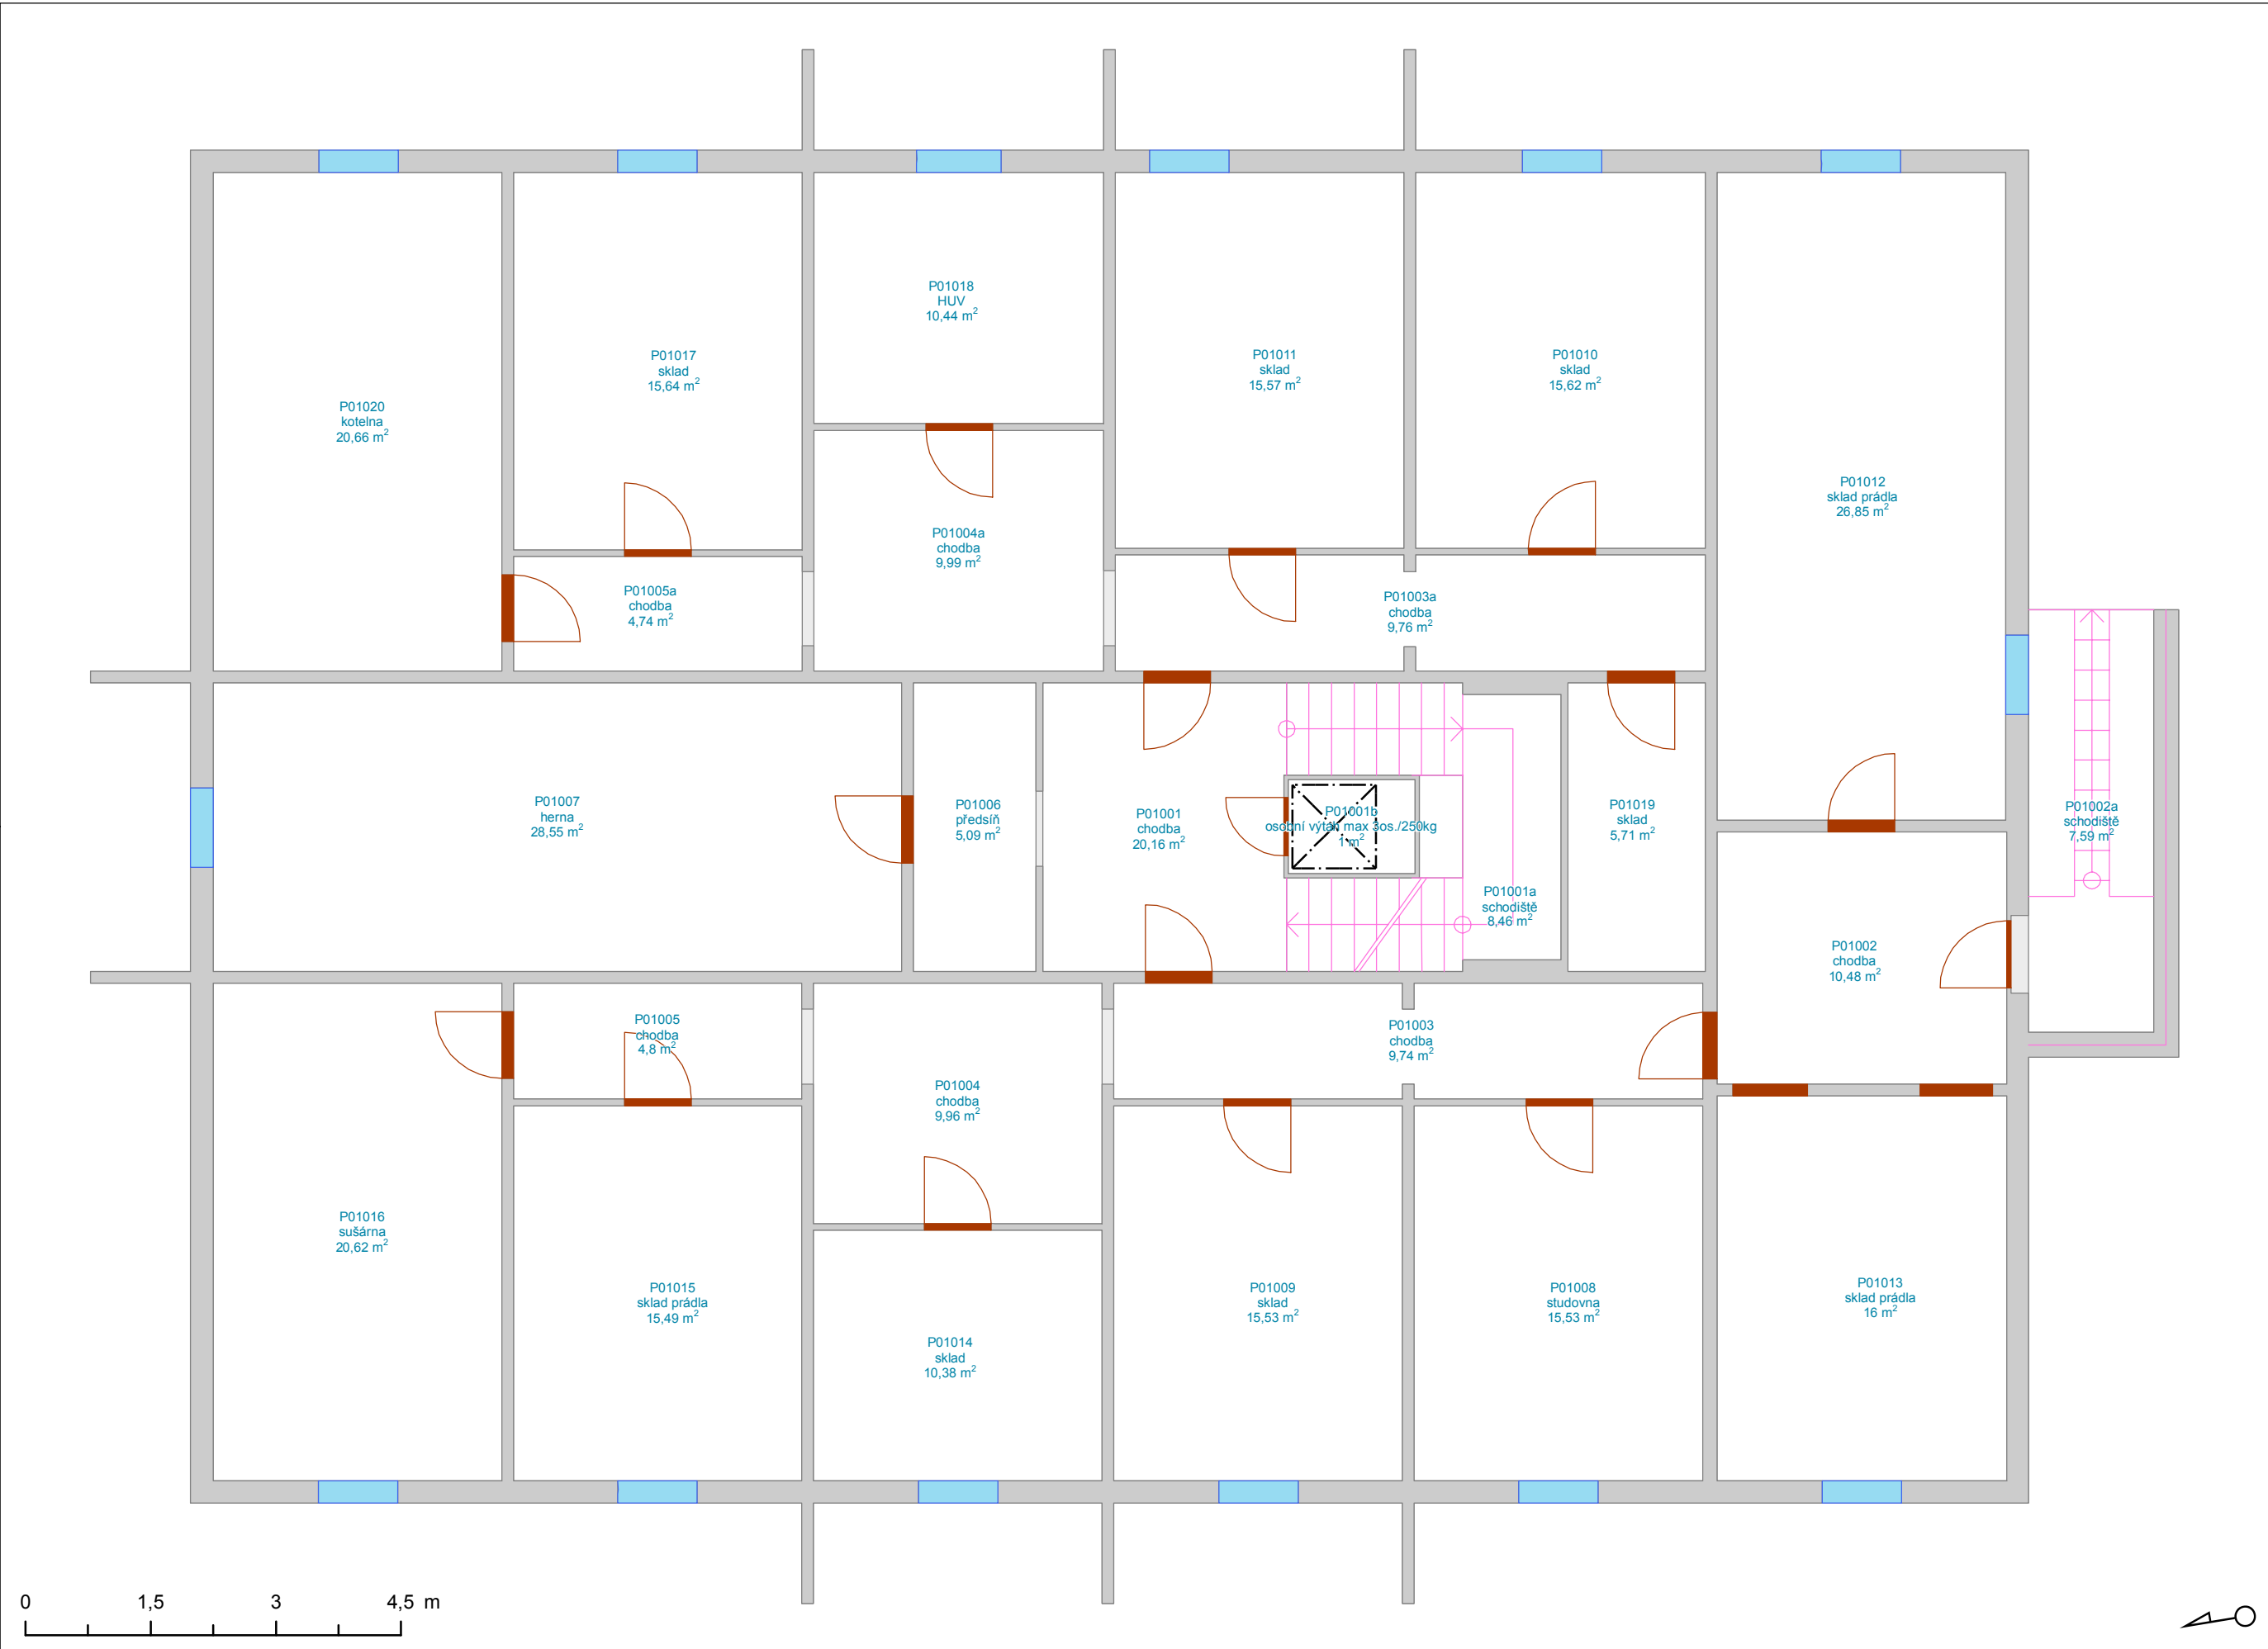 P01018
HUV
10,44 m²
P01017
sklad
15,64 m²
P01011
sklad
15,57 m²
P01010
sklad
15,62 m²
P01020
kotelna
20,66 m²
P01012
sklad prádla
26,85 m²
P01004a
chodba
9,99 m²
P01005a
chodba
4,74 m²
P01003a
chodba
9,76 m²
P01007
herna
28,55 m²
P01006
předsíň
5,09 m²
P01001
chodba
20,16 m²
P01001b
osobní výtah max 3os./250kg
1 m²
P01019
sklad
5,71 m²
P01002a
schodiště
7,59 m²
P01001a
schodiště
8,46 m²
P01002
chodba
10,48 m²
P01005
chodba
4,8 m²
P01003
chodba
9,74 m²
P01004
chodba
9,96 m²
P01016
sušárna
20,62 m²
P01015
sklad prádla
15,49 m²
P01009
sklad
15,53 m²
P01008
studovna
15,53 m²
P01013
sklad prádla
16 m²
P01014
sklad
10,38 m²
0 1,5 3 4,5 m